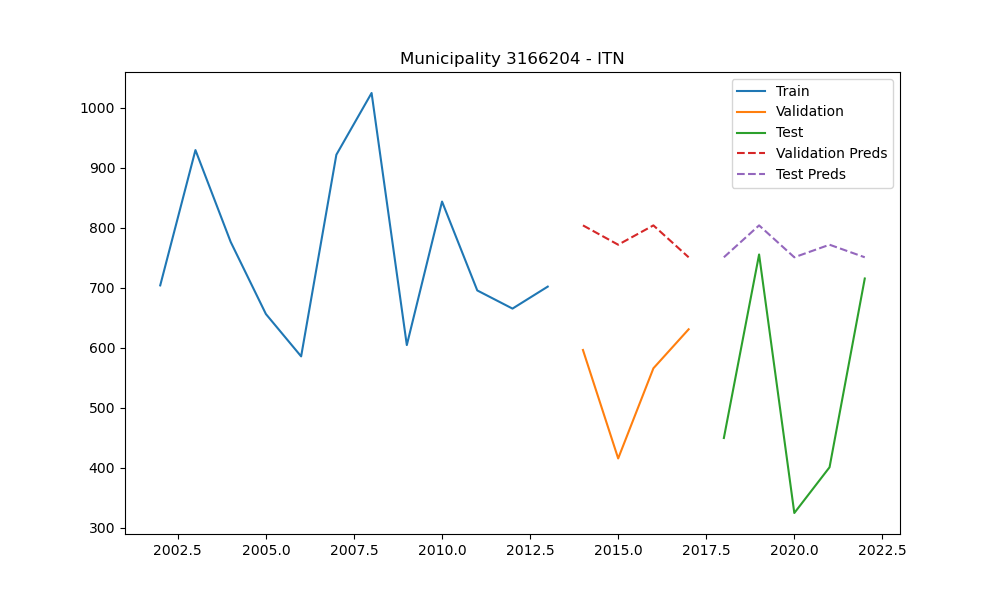 Municipality 3166204 - ITN
Train
Validation
Test
Validation Preds
Test Preds
1000
900
800
700
600
500
400
300
2002.5 2005.0 2007.5 2010.0 2012.5 2015.0 2017.5 2020.0 2022.5